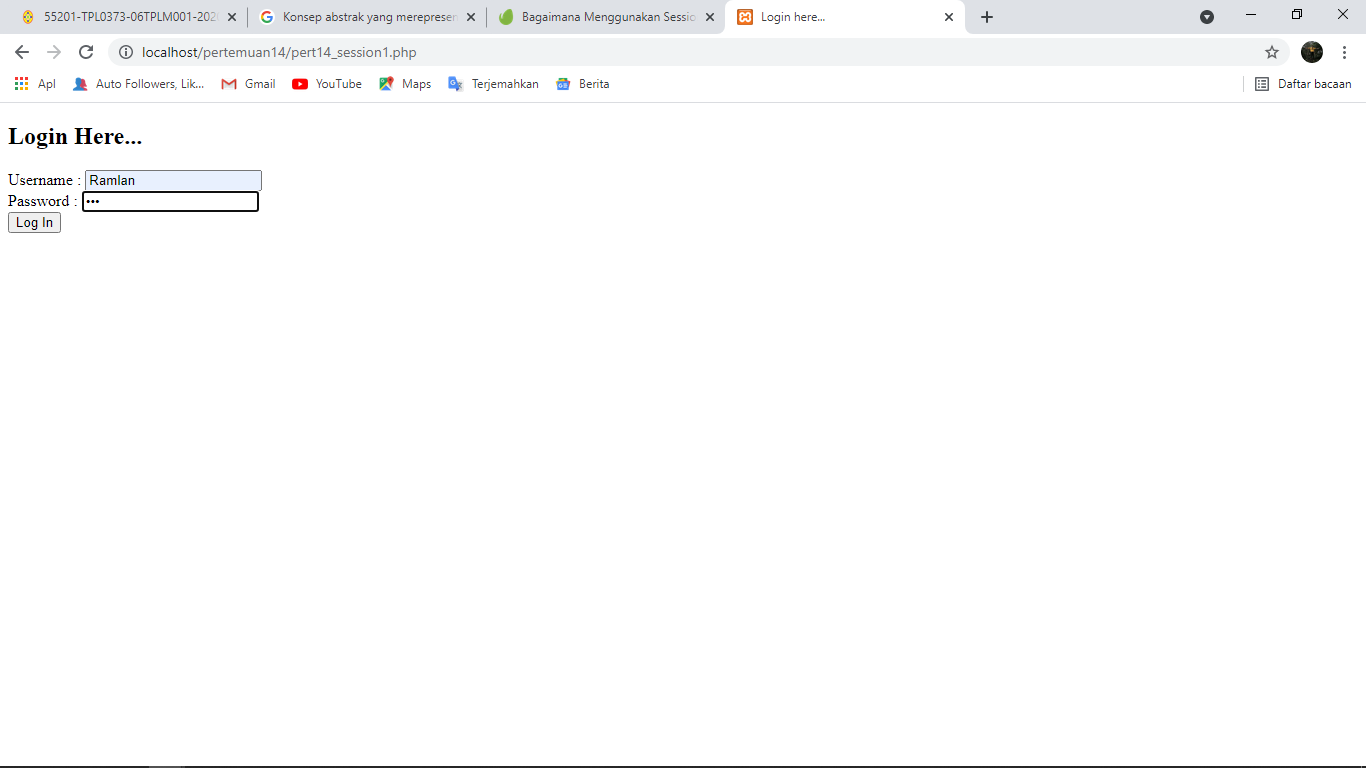 55201-TPL0373-06TPLM001-202
Konsep abstrak yang merepresen
Bagaimana Menggunakan Sessio
Login here...
localhost/pertemuan14/pert14_session1.php
Apl
Auto Followers, Lik...
Gmail
YouTube
Maps
Terjemahkan
Berita
Daftar bacaan
Login Here...
Username : Ramlan
Password : •••
Log In